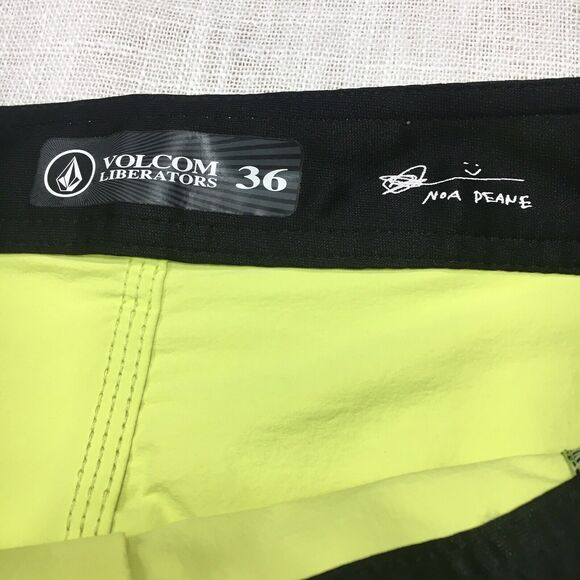 VOLCOM
LIBERATORS
36
NOA DEANE